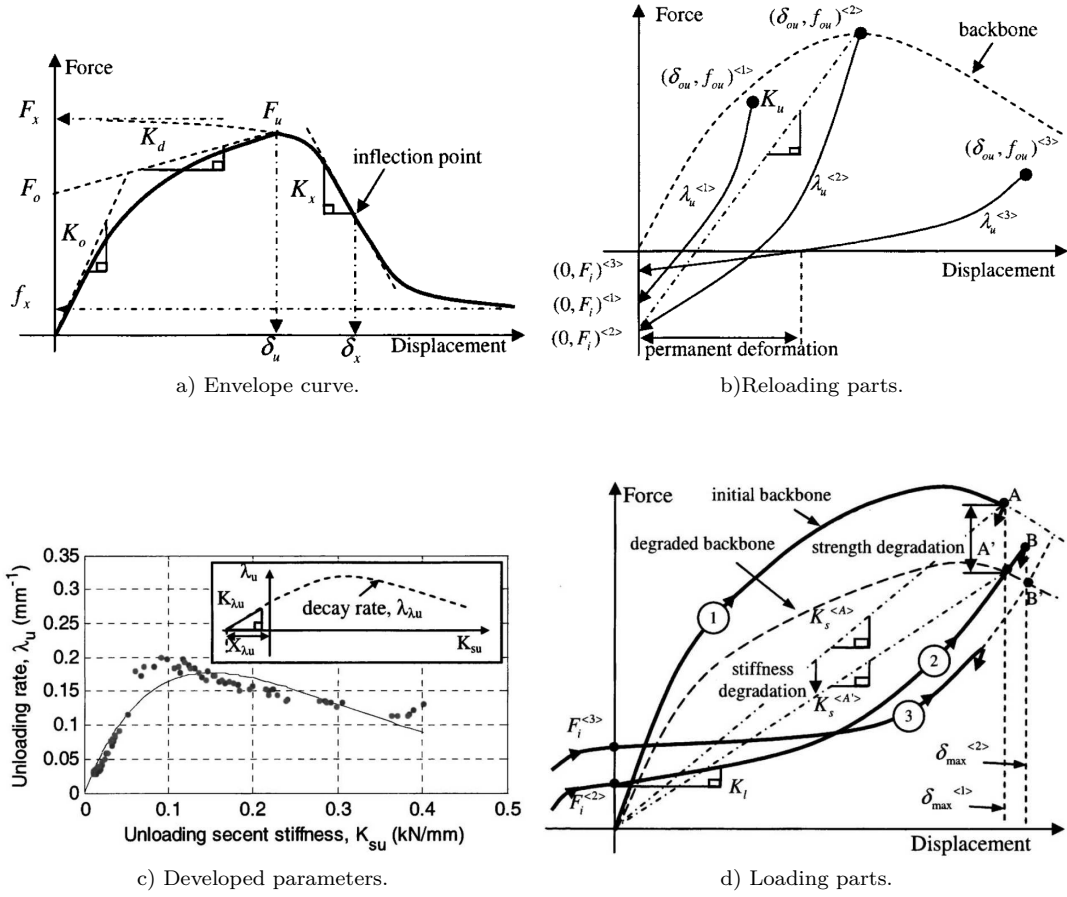 Force
F_x
F_u
K_d
inflection point
F_o
K_x
K_o
f_x
δ_u
δ_x
Displacement
a) Envelope curve.
Force
(δ_ou, f_ou)^<2>
backbone
(δ_ou, f_ou)^<1>
K_u
(δ_ou, f_ou)^<3>
λ_u^<1>
λ_u^<2>
λ_u^<3>
Displacement
(0, F_i)^<3>
(0, F_i)^<1>
(0, F_i)^<2>
permanent deformation
b)Reloading parts.
0.35
0.3
0.25
0.2
0.15
0.1
0.05
0
Unloading rate, λ_u (mm⁻¹)
λ_u
K_λu
decay rate, λ_λu
X_λu
K_su
0
0.1
0.2
0.3
0.4
0.5
Unloading secent stiffness, K_su (kN/mm)
c) Developed parameters.
Force
initial backbone
A
degraded backbone
strength degradation
A'
B
B'
K_s^<A>
1
2
stiffness
degradation
K_s^<A'>
3
F_i^<3>
F_i^<2>
K_l
δ_max^<2>
δ_max^<1>
Displacement
d) Loading parts.